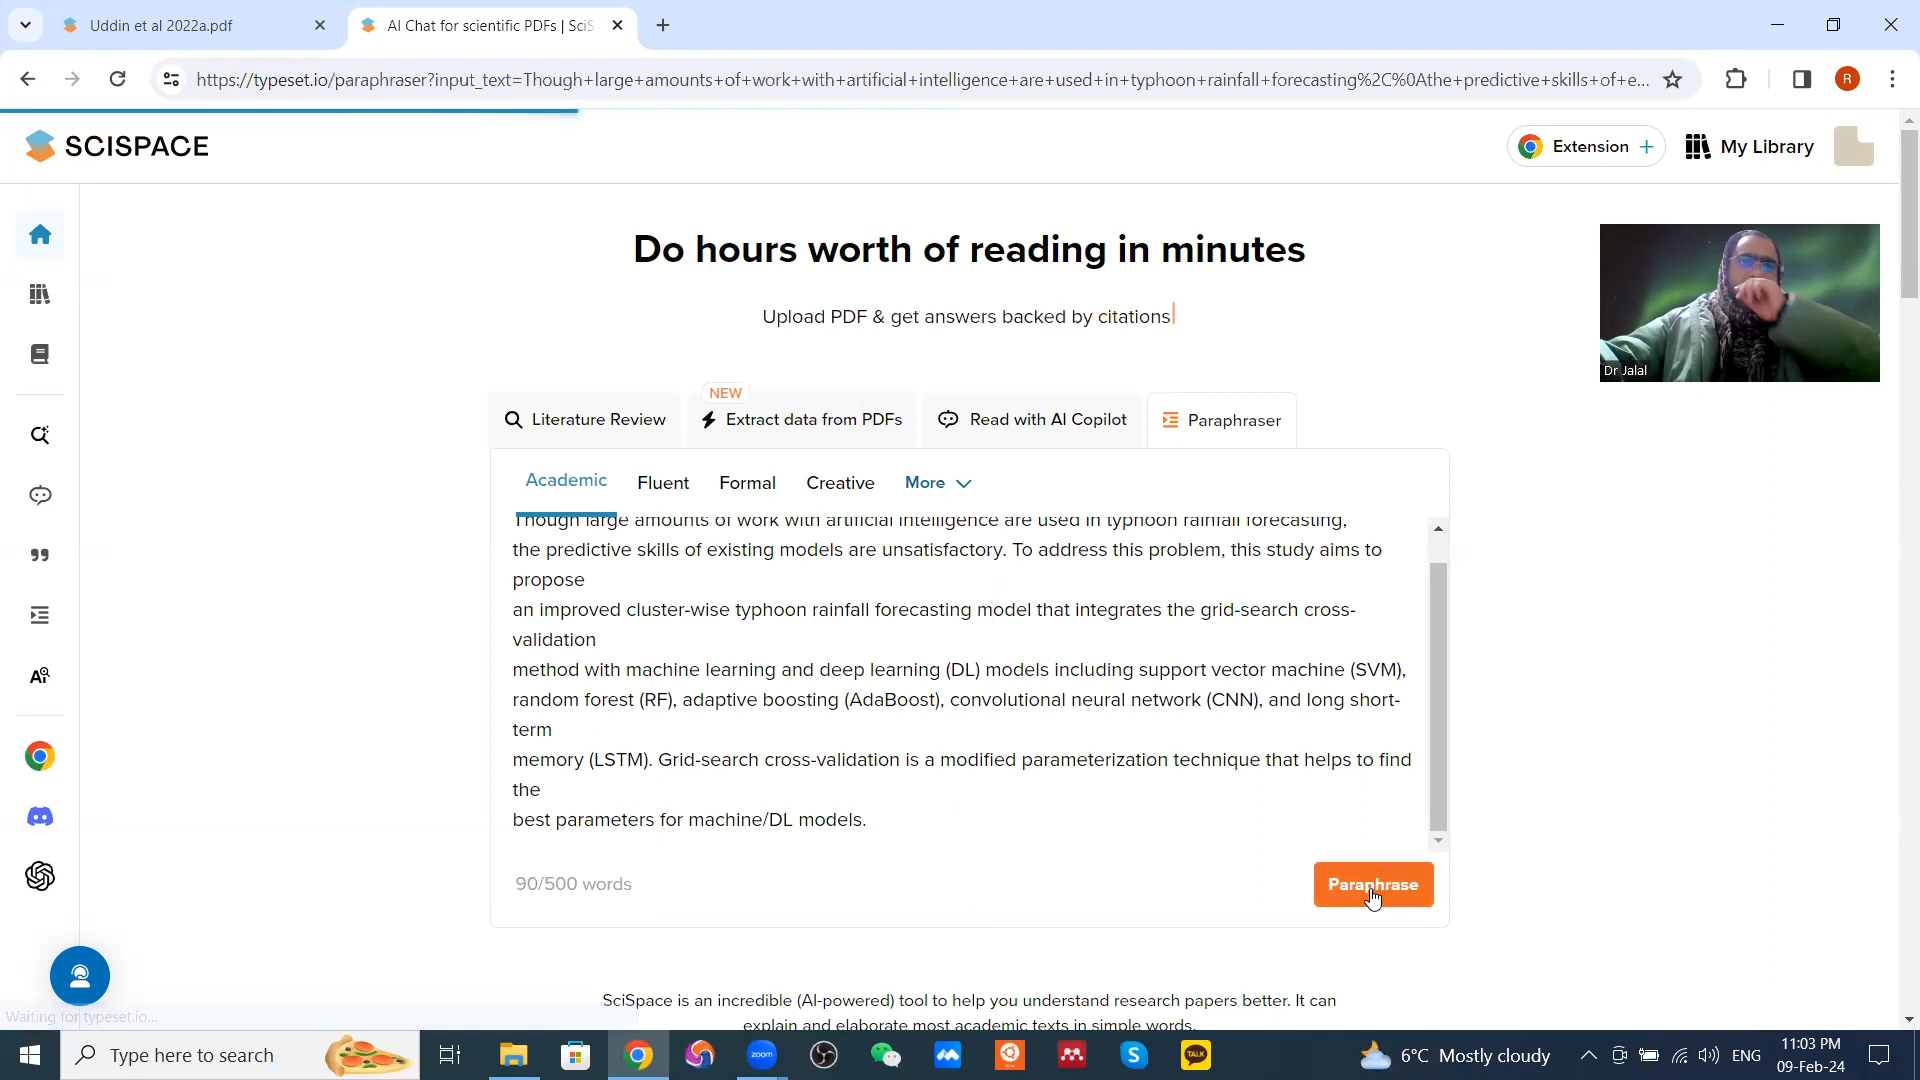 Uddin et al 2022a.pdf
AI Chat for scientific PDFs | SciS
https://typeset.io/paraphraser?input_text=Though+large+amounts+of+work+with+artificial+intelligence+are+used+in+typhoon+rainfall+forecasting%2C%0Athe+predictive+skills+of+e...
R
SCISPACE
Extension +
My Library
Do hours worth of reading in minutes
Upload PDF & get answers backed by citations
Dr Jalal
NEW
Literature Review
Extract data from PDFs
Read with AI Copilot
Paraphraser
Academic
Fluent
Formal
Creative
More
Though large amounts of work with artificial intelligence are used in typhoon rainfall forecasting,
the predictive skills of existing models are unsatisfactory. To address this problem, this study aims to
propose
an improved cluster-wise typhoon rainfall forecasting model that integrates the grid-search cross-
validation
method with machine learning and deep learning (DL) models including support vector machine (SVM),
random forest (RF), adaptive boosting (AdaBoost), convolutional neural network (CNN), and long short-
term
memory (LSTM). Grid-search cross-validation is a modified parameterization technique that helps to find
the
best parameters for machine/DL models.
90/500 words
Paraphrase
SciSpace is an incredible (AI-powered) tool to help you understand research papers better. It can
explain and elaborate most academic texts in simple words.
Waiting for typeset.io...
Type here to search
zoom
TALK
6°C Mostly cloudy
ENG
11:03 PM
09-Feb-24